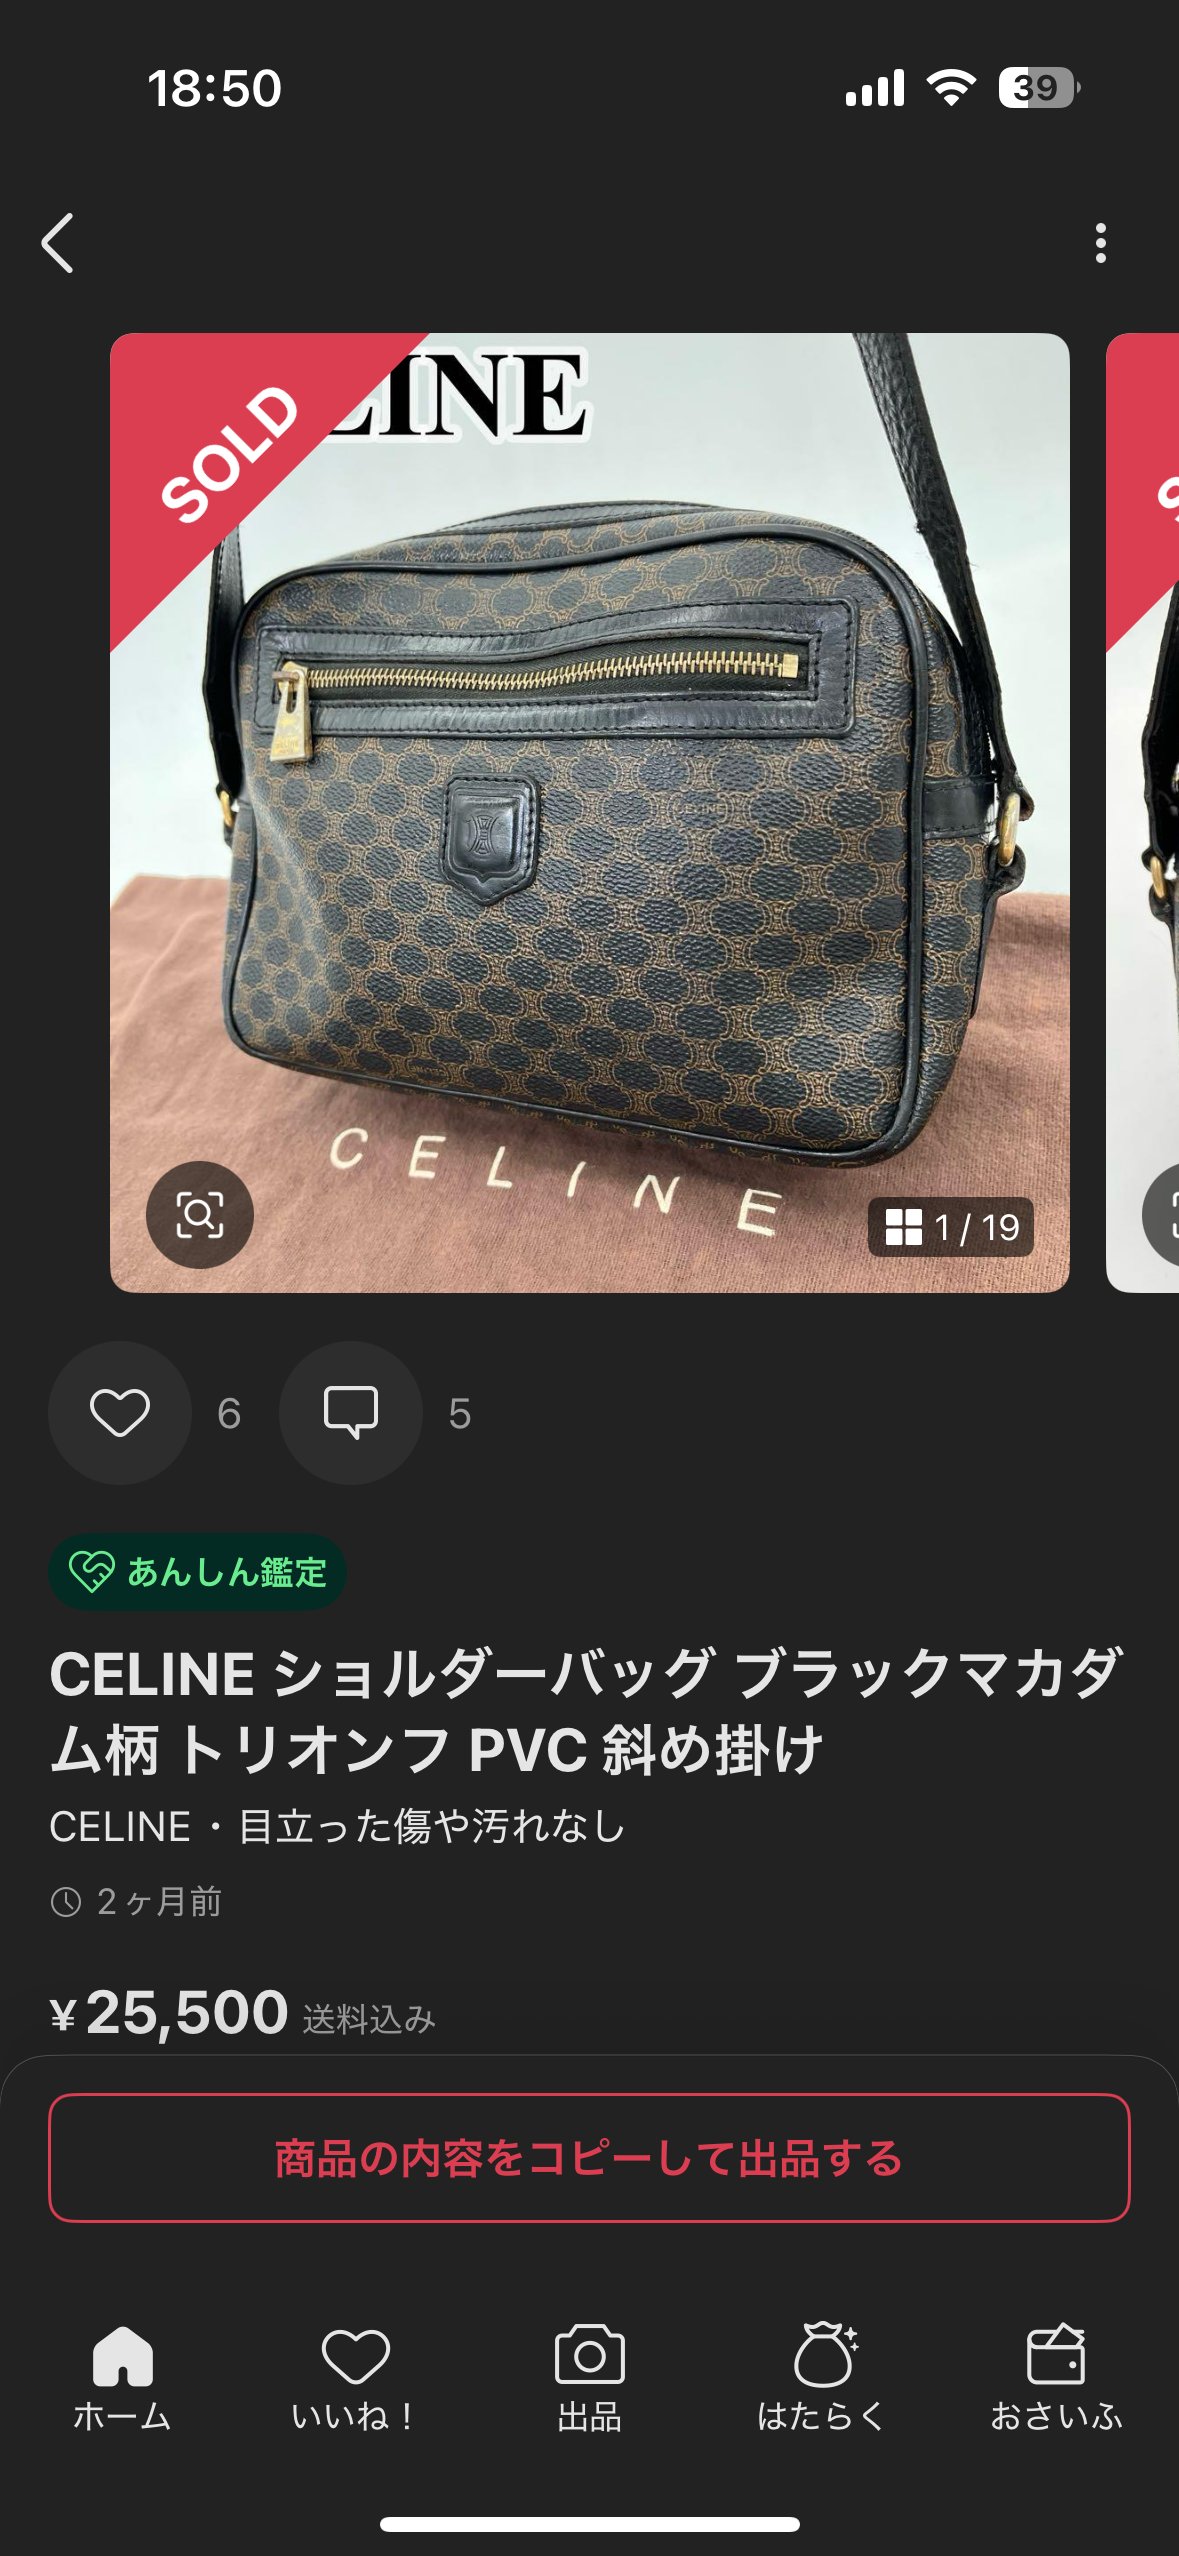 18:50
39
SOLD
LINE
CELINE
1 / 19
6
5
あんしん鑑定
CELINE ショルダーバッグ ブラックマカダ
ム柄 トリオンフ PVC 斜め掛け
CELINE・目立った傷や汚れなし
2ヶ月前
¥25,500 送料込み
商品の内容をコピーして出品する
ホーム
いいね！
出品
はたらく
おさいふ